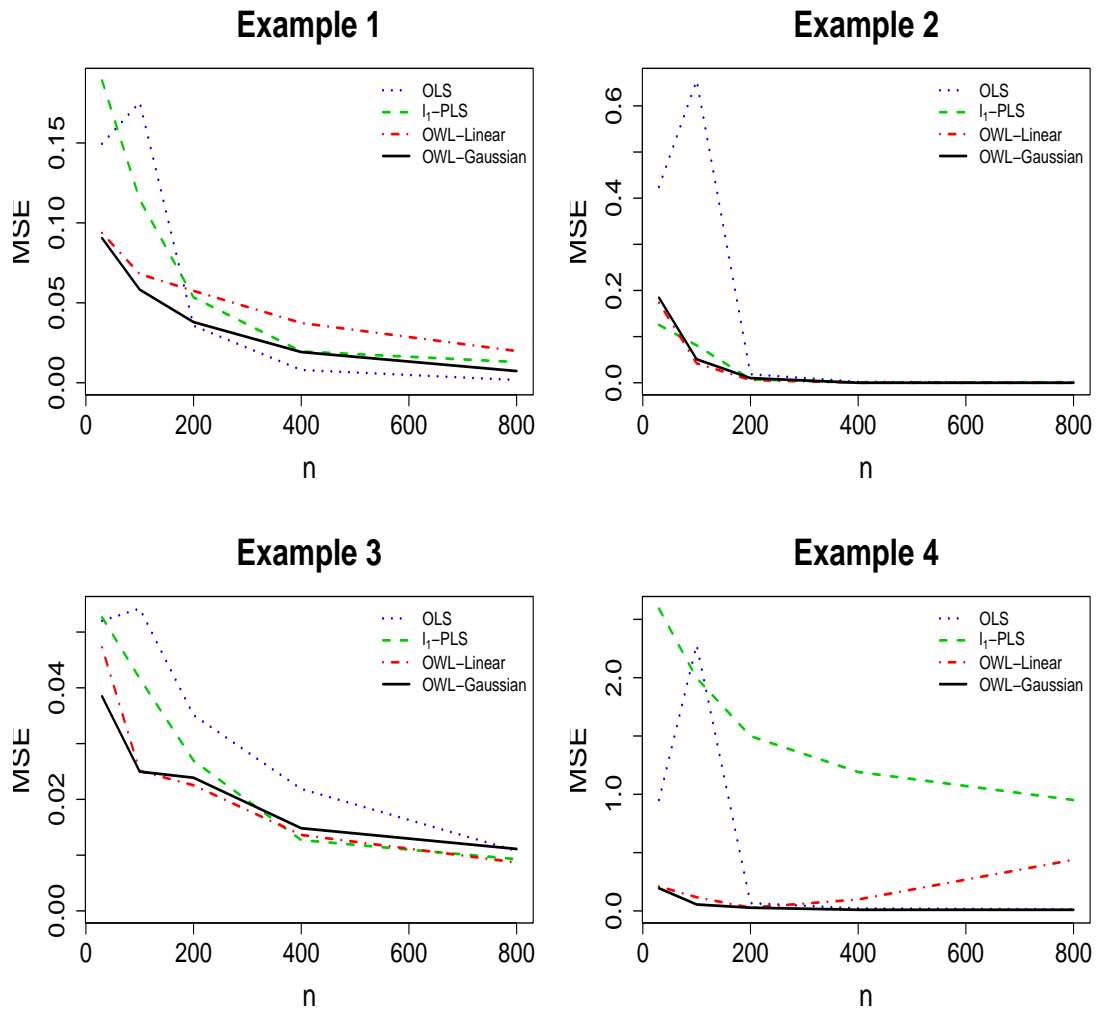 Example 1
OLS
l₁−PLS
OWL−Linear
OWL−Gaussian
MSE
0.00 0.05 0.10 0.15
0 200 400 600 800
n
Example 2
OLS
l₁−PLS
OWL−Linear
OWL−Gaussian
MSE
0.0 0.2 0.4 0.6
0 200 400 600 800
n
Example 3
OLS
l₁−PLS
OWL−Linear
OWL−Gaussian
MSE
0.00 0.02 0.04
0 200 400 600 800
n
Example 4
OLS
l₁−PLS
OWL−Linear
OWL−Gaussian
MSE
0.0 1.0 2.0
0 200 400 600 800
n